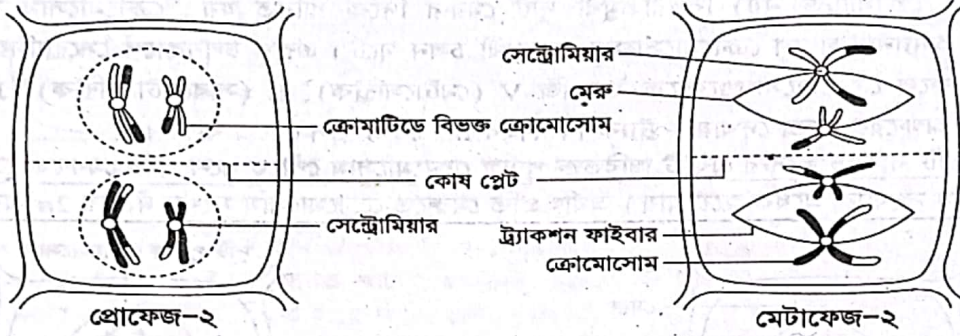 সেন্ট্রোমিয়ার
মেরু
ক্রোমাটিডে বিভক্ত ক্রোমোসোম
কোষ প্লেট
সেন্ট্রোমিয়ার
ট্র্যাকশন ফাইবার
ক্রোমোসোম
প্রোফেজ-২
মেটাফেজ-২